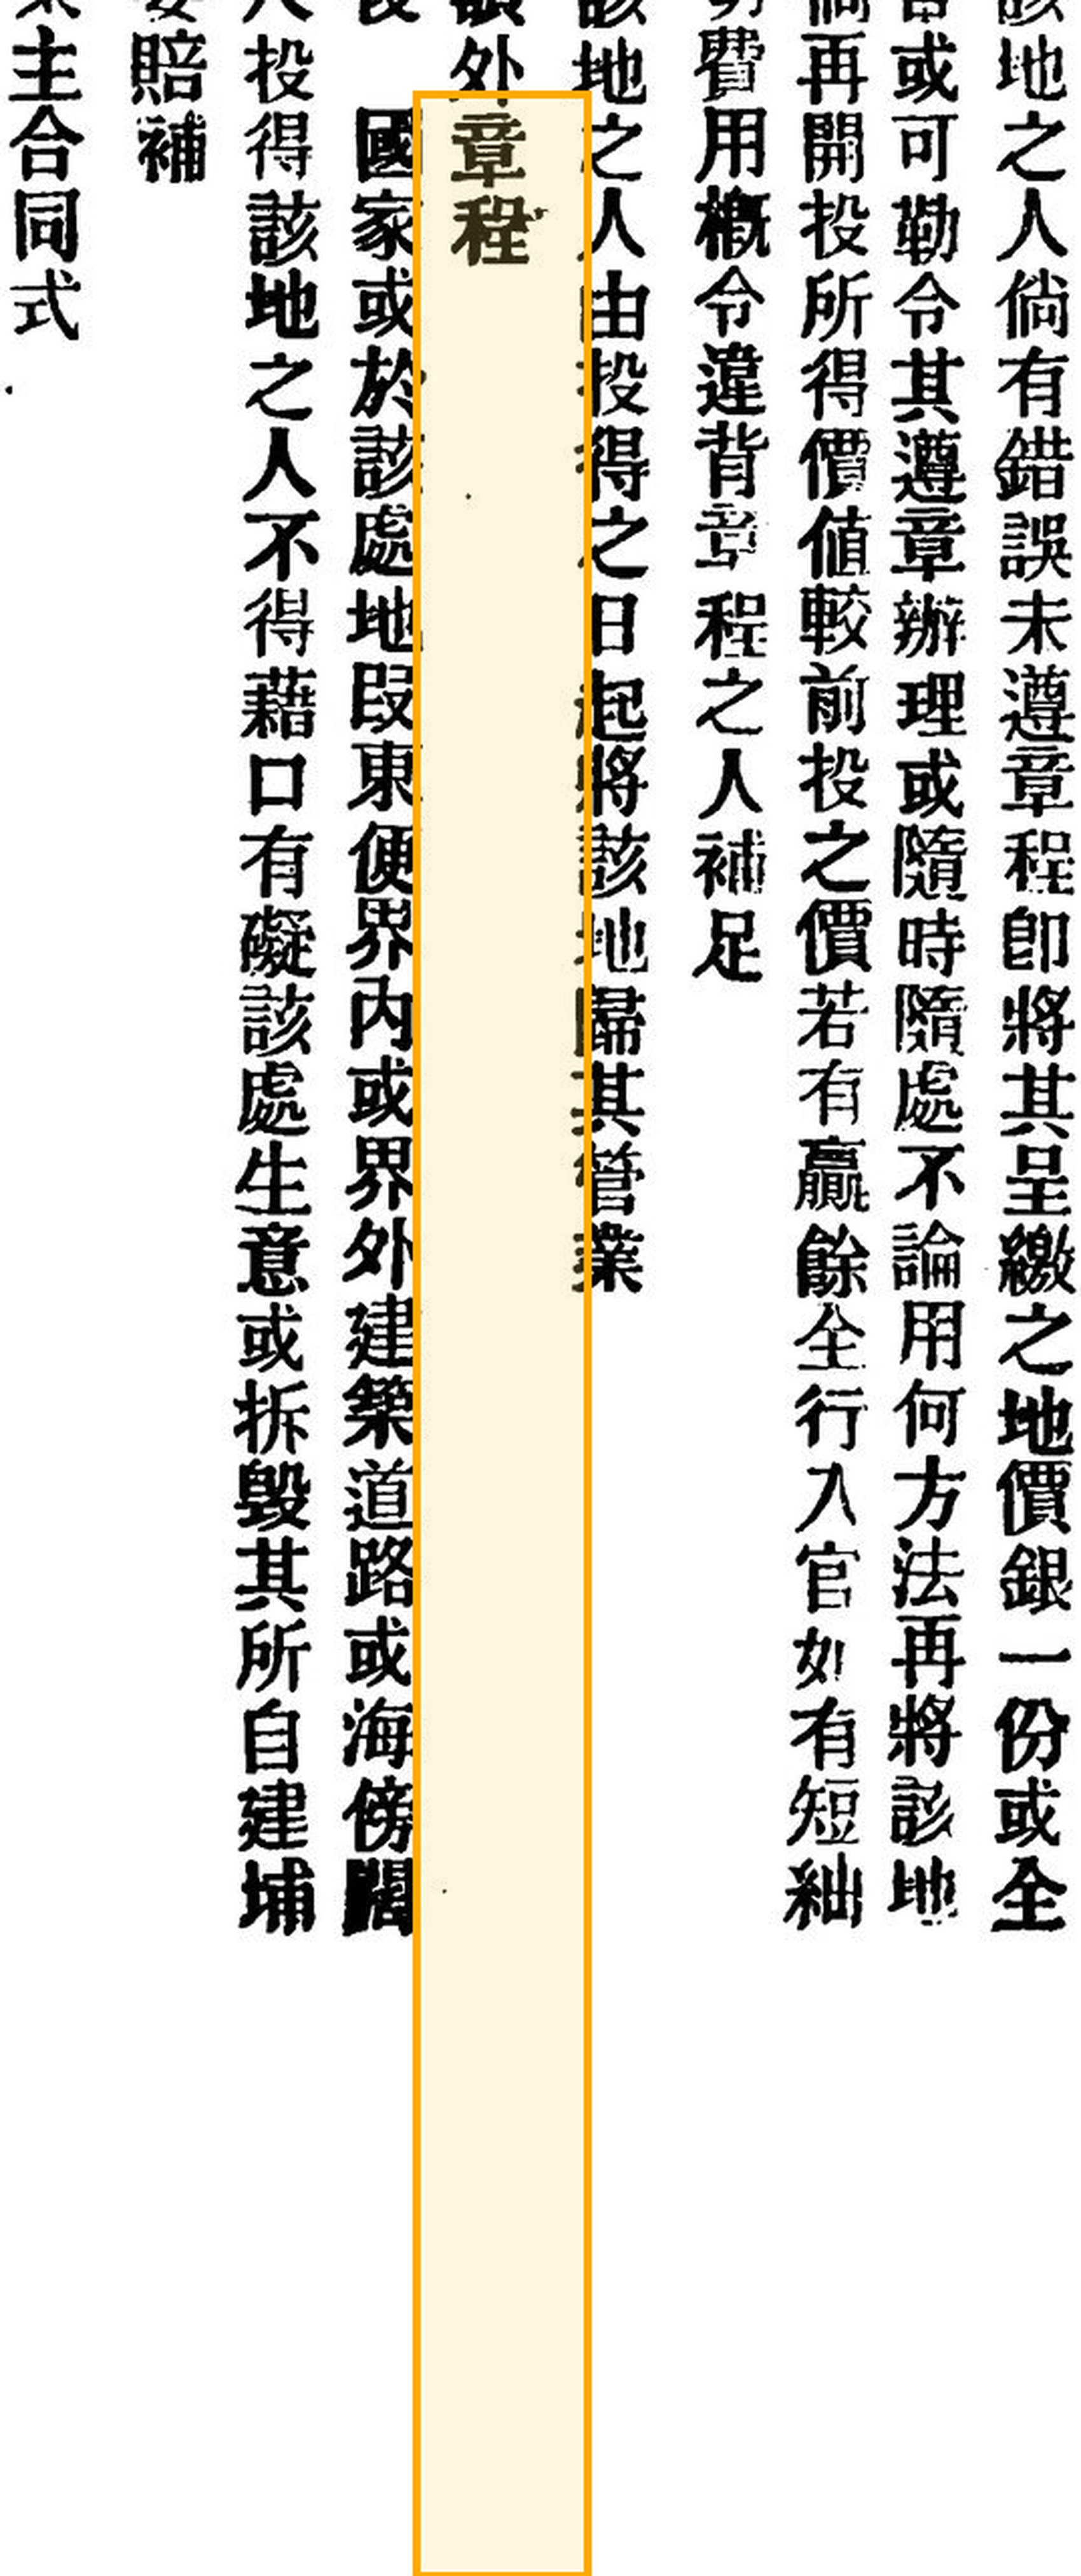 該地之人倘有錯誤未遵章程卽將其呈繳之地價銀一份或全
或可勒令其遵章辦理或隨時隨處不論用何方法再將該地
倘再開投所得價値較前投之價若有贏餘全行入官如有短絀
費用概令違背章程之人補足
該地之人由投得之日起將該地歸其管業
額外章程
國家或於該處地段東便界內或界外建築道路或海傍闊
投得該地之人不得藉口有礙該處生意或拆毀其所自建埔
賠補
主合同式